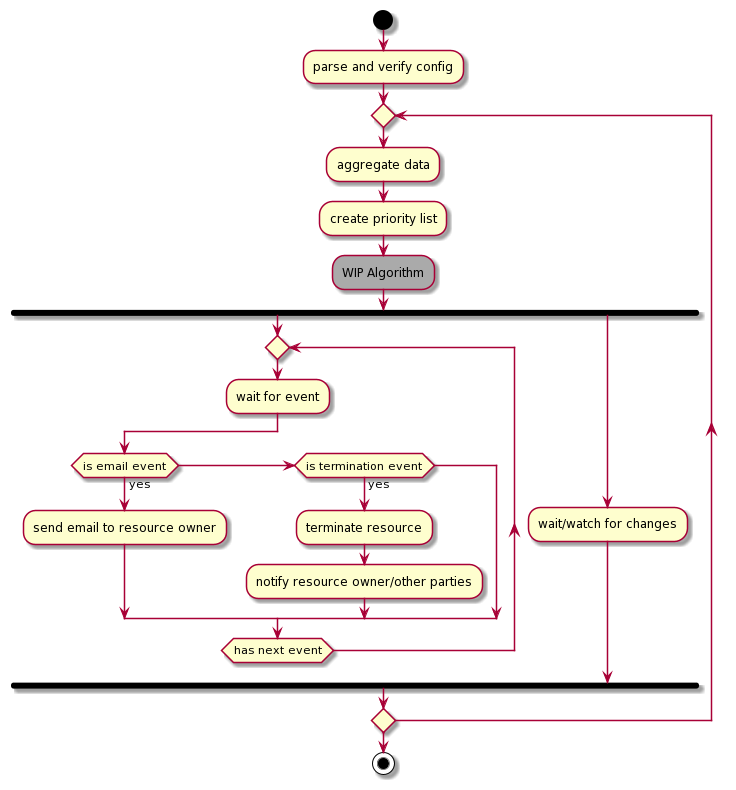 parse and verify config
aggregate data
create priority list
WIP Algorithm
wait for event
is email event
is termination event
yes
yes
send email to resource owner
terminate resource
wait/watch for changes
notify resource owner/other parties
has next event